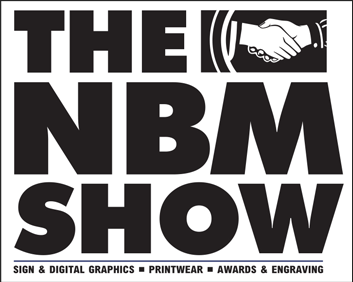 THE
NBM
SHOW
SIGN & DIGITAL GRAPHICS ■ PRINTWEAR ■ AWARDS & ENGRAVING